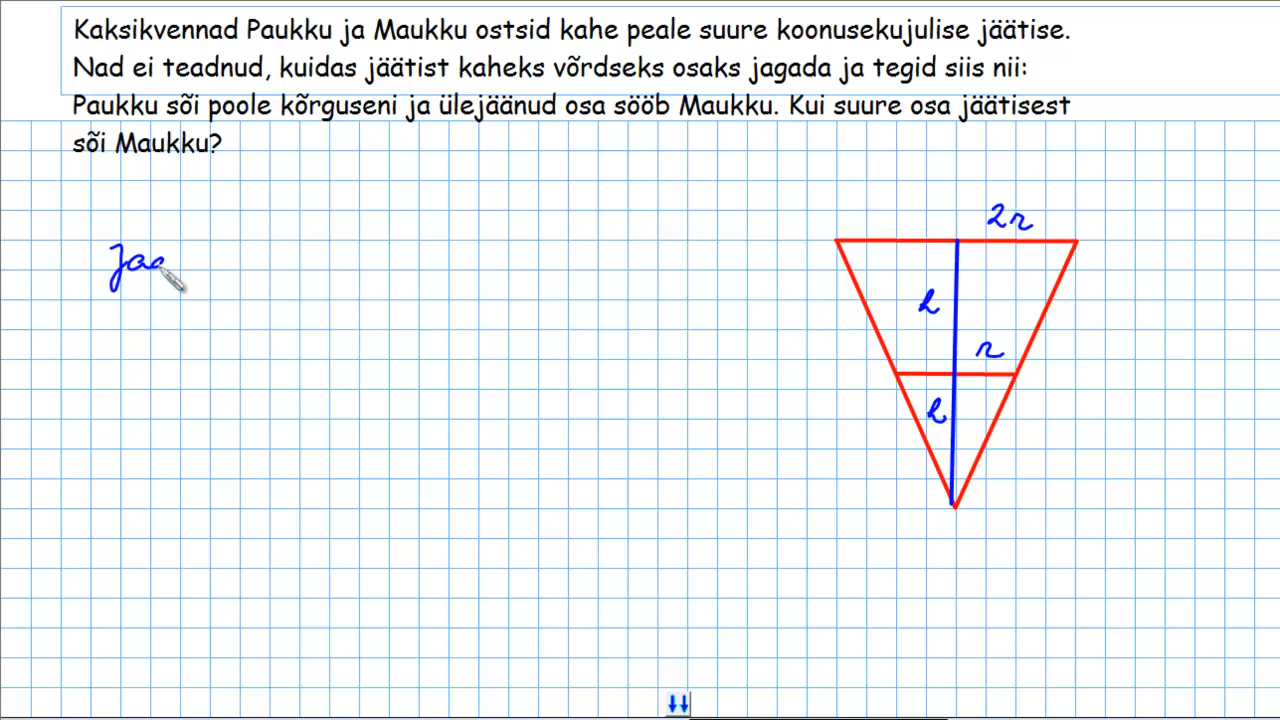 Kaksikvennad Paukku ja Maukku ostsid kahe peale suure koonusekujulise jäätise.
Nad ei teadnud, kuidas jäätist kaheks võrdseks osaks jagada ja tegid siis nii:
Paukku sõi poole kõrguseni ja ülejäänud osa sööb Maukku. Kui suure osa jäätisest
sõi Maukku?
2r
Jaa
h
r
h